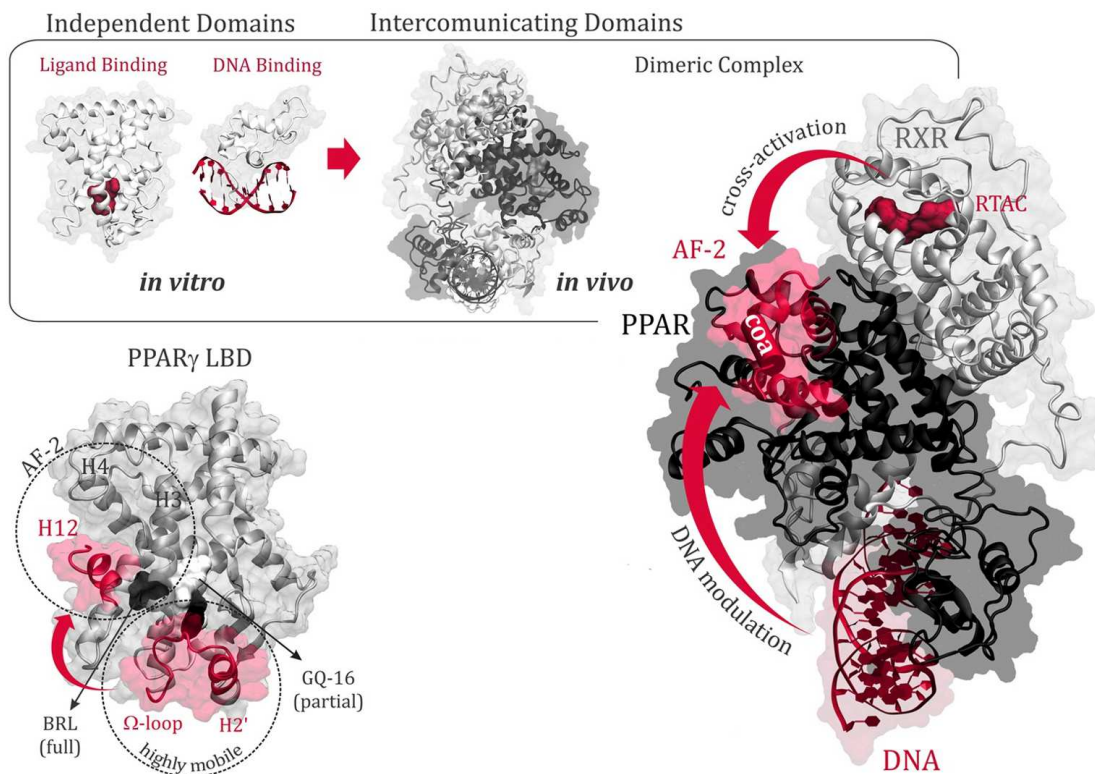 Independent Domains
Intercomunicating Domains
Ligand Binding
DNA Binding
Dimeric Complex
in vitro
in vivo
cross-activation
RXR
RTAC
AF-2
PPAR
coa
DNA modulation
DNA
PPARγ LBD
AF-2
H4
H3
H12
GQ-16
(partial)
BRL
(full)
Ω-loop
H2'
highly mobile